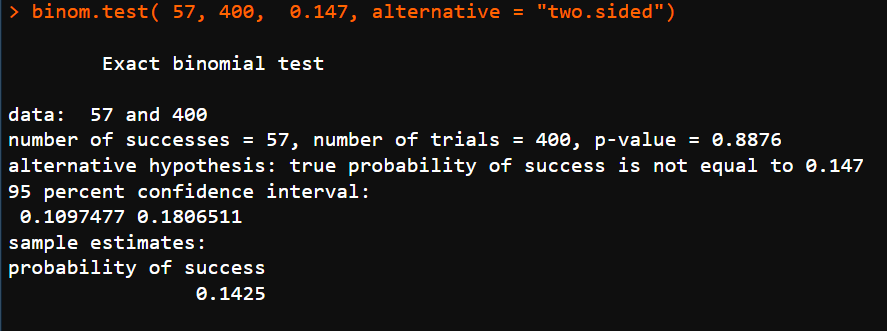 > binom.test( 57, 400,  0.147, alternative = "two.sided")
Exact binomial test
data:  57 and 400
number of successes = 57, number of trials = 400, p-value = 0.8876
alternative hypothesis: true probability of success is not equal to 0.147
95 percent confidence interval:
 0.1097477 0.1806511
sample estimates:
probability of success
0.1425